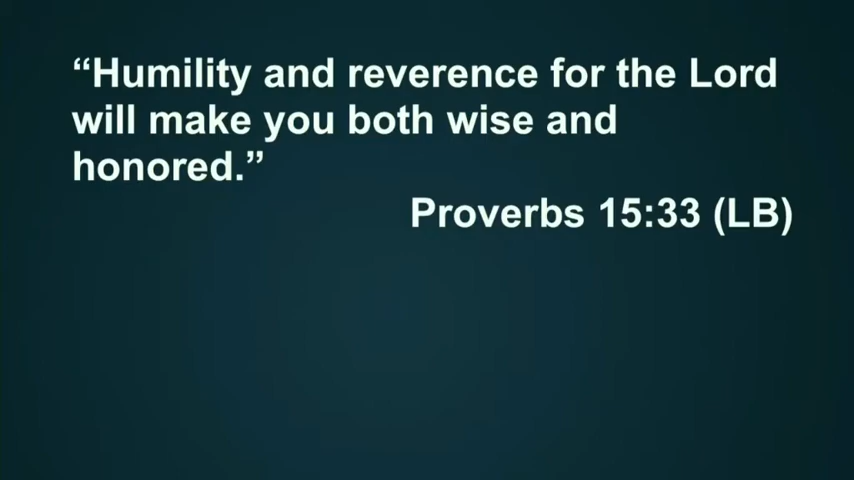 “Humility and reverence for the Lord
will make you both wise and
honored.”
Proverbs 15:33 (LB)